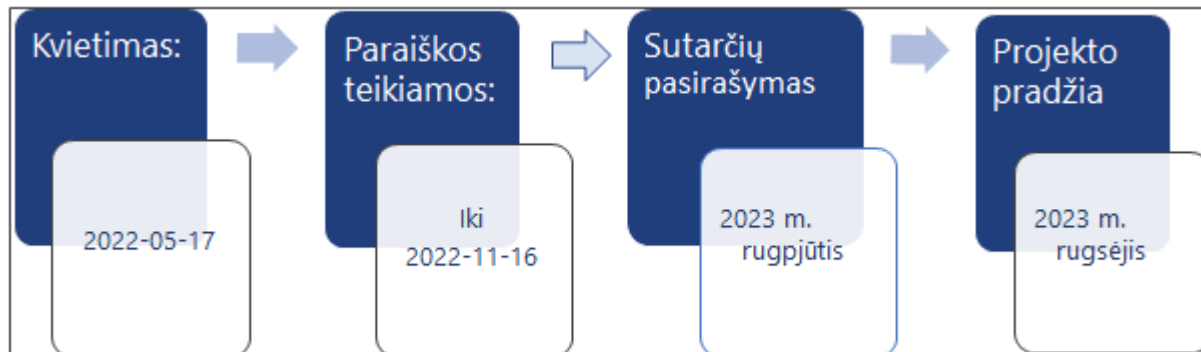 Kvietimas:
2022-05-17
Paraiškos
teikiamos:
Iki
2022-11-16
Sutarčių
pasirašymas
2023 m.
rugpjūtis
Projekto
pradžia
2023 m.
rugsėjis